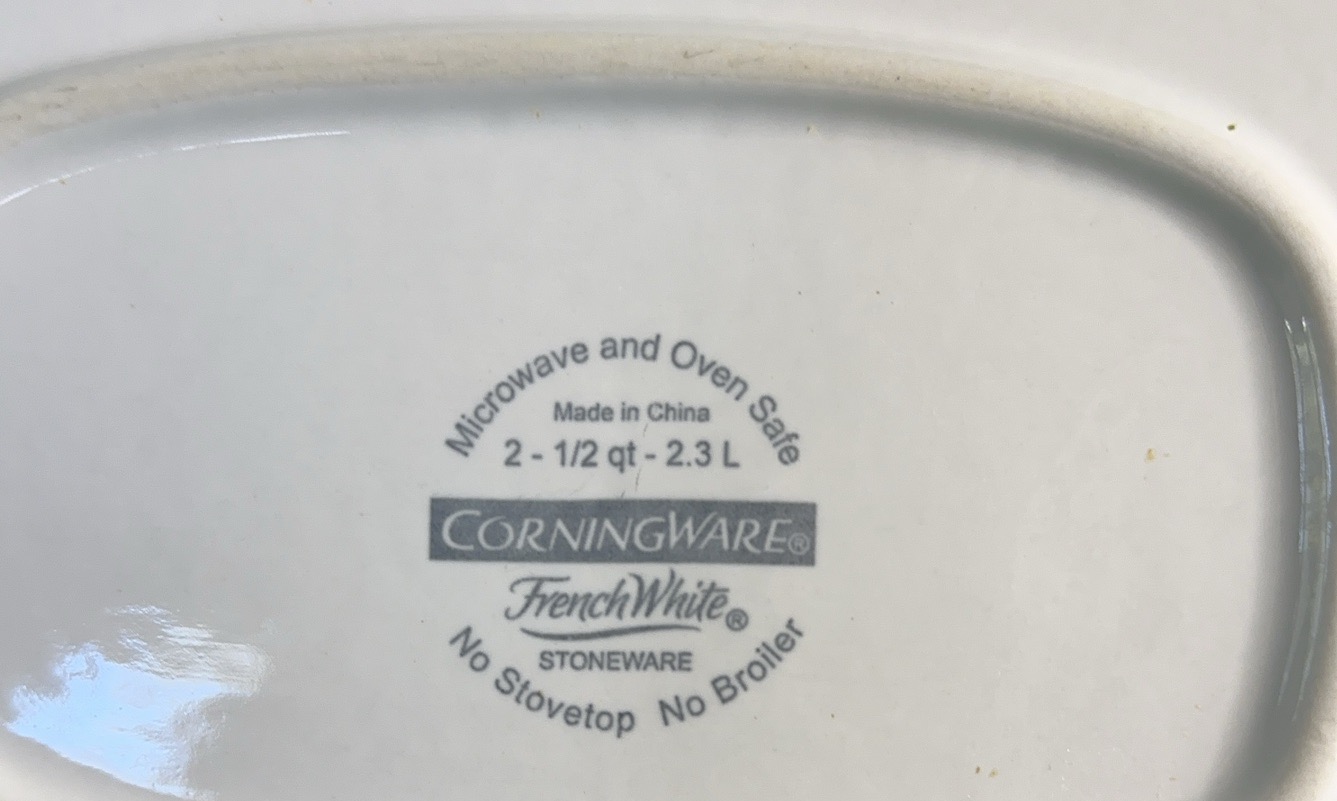 Microwave and Oven Safe
Made in China
2 - 1/2 qt - 2.3 L
CORNINGWARE®
FrenchWhite®
STONEWARE
No Stovetop No Broiler